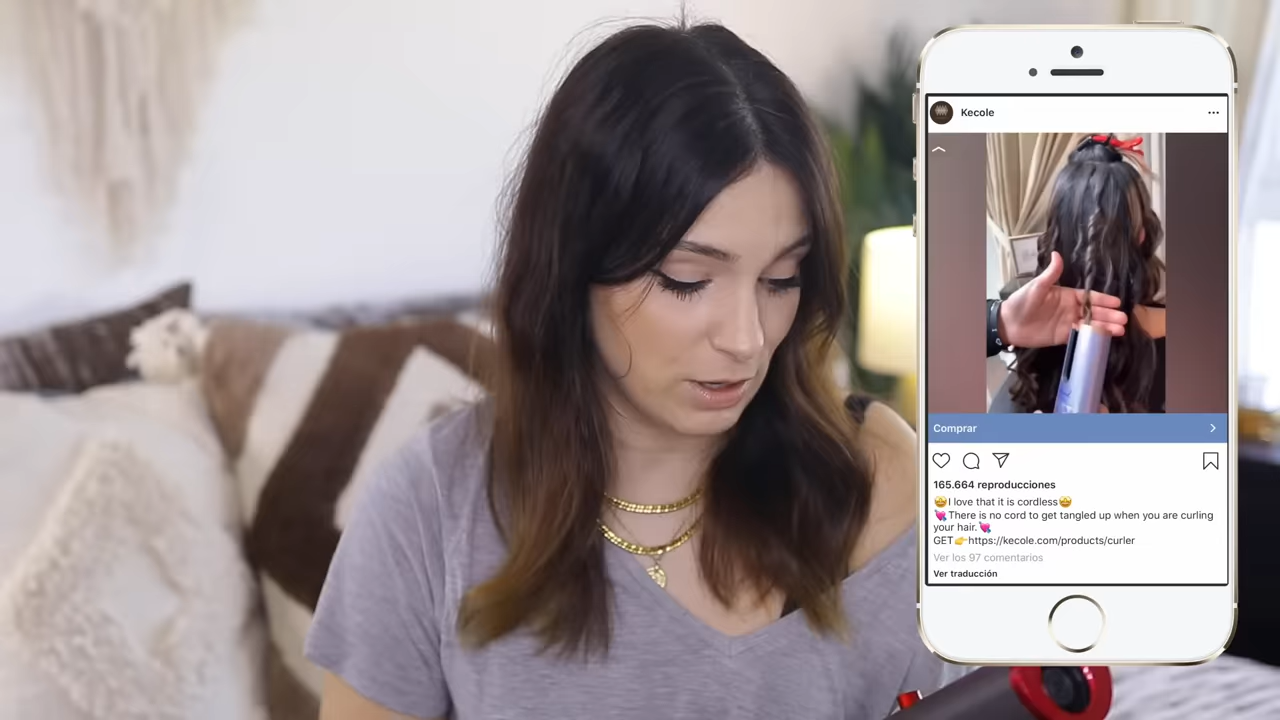 Kecole
Comprar
165.664 reproducciones
🤩I love that it is cordless🤩
💘There is no cord to get tangled up when you are curling
your hair.💘
GET👉https://kecole.com/products/curler
Ver los 97 comentarios
Ver traducción